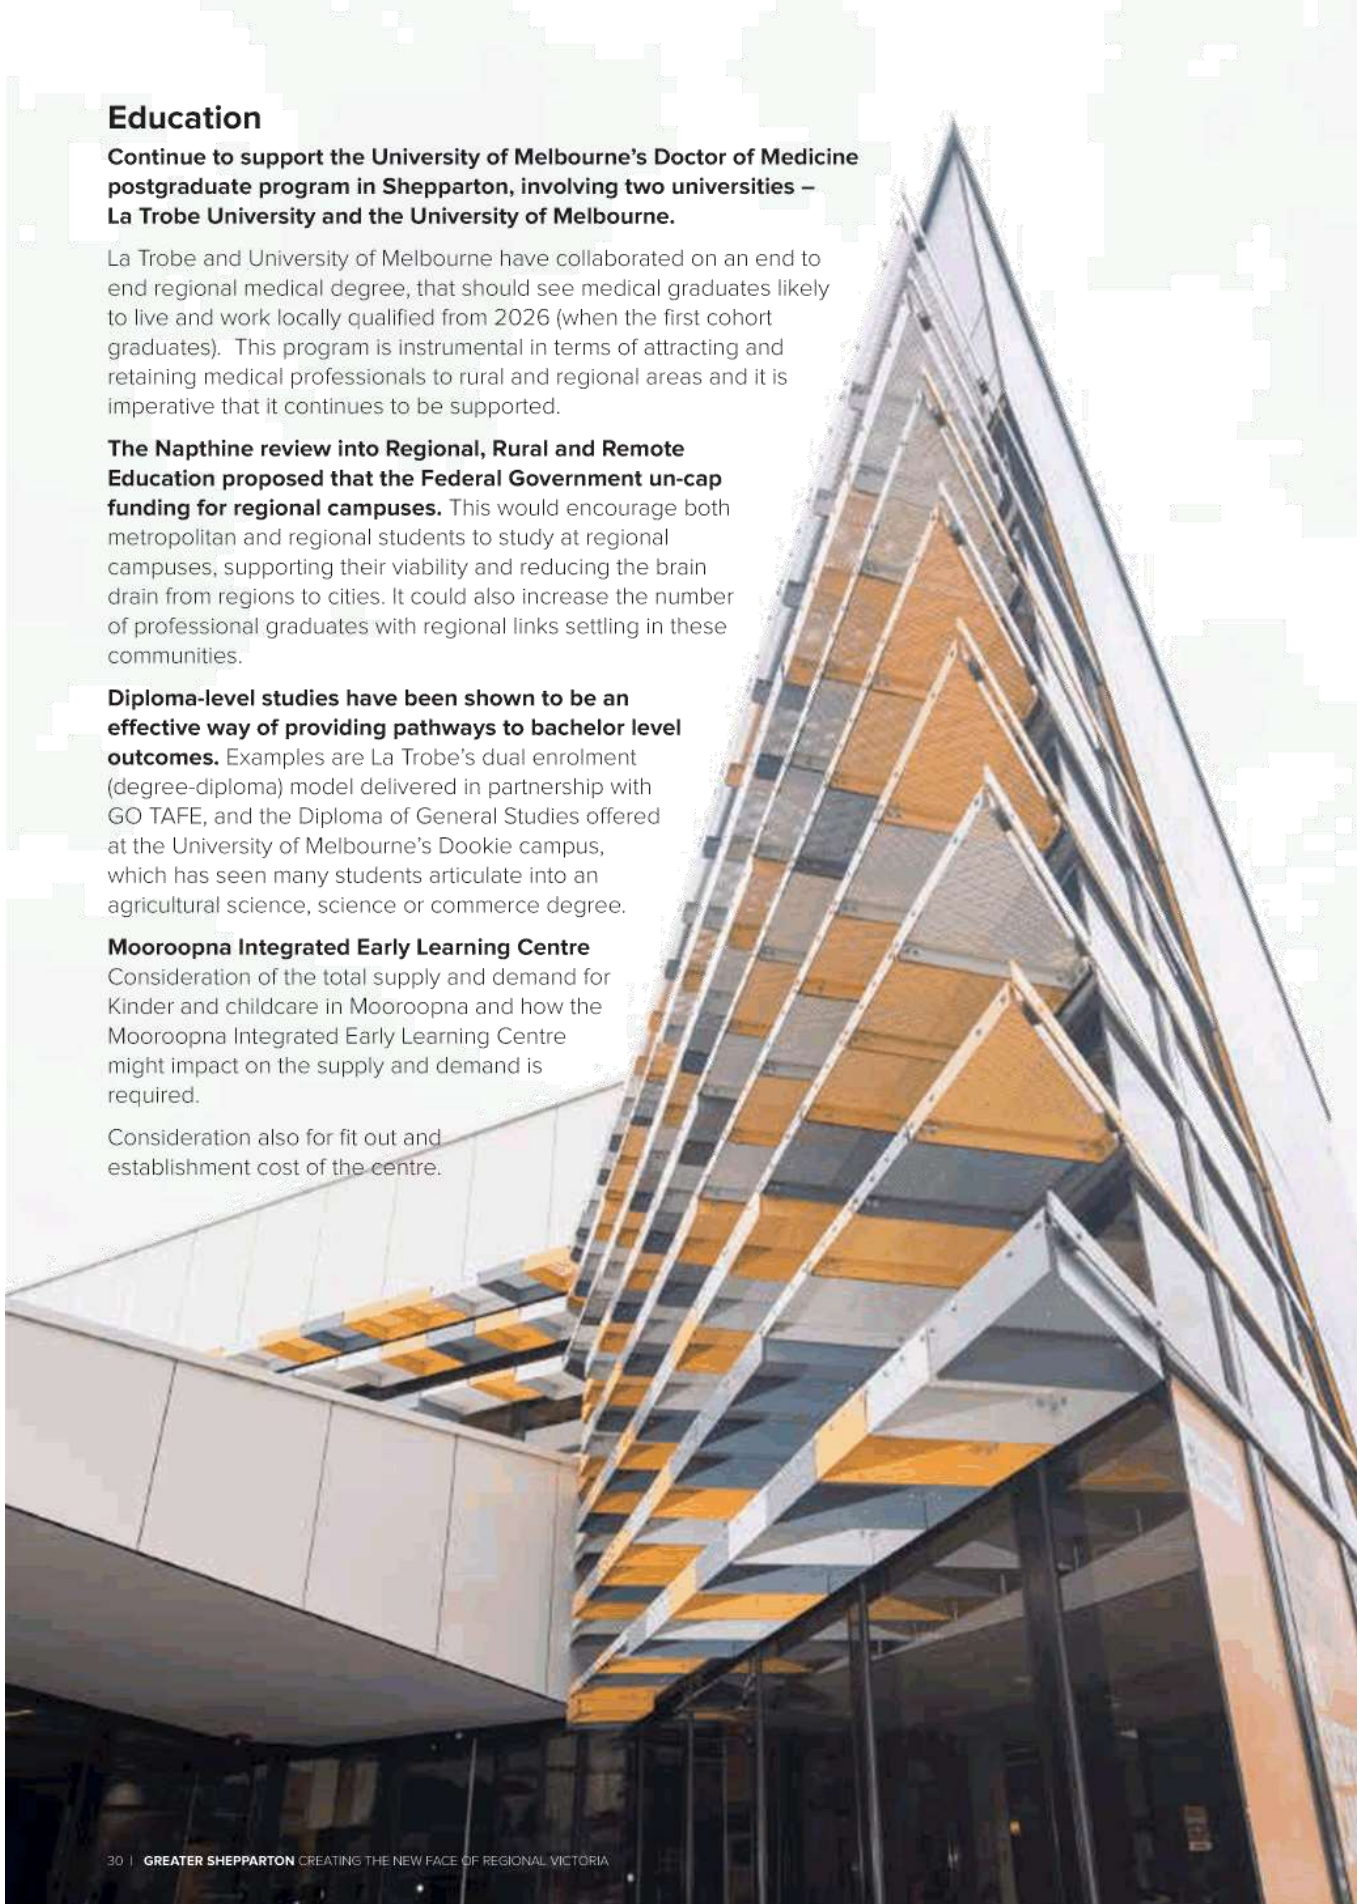 Education
Continue to support the University of Melbourne's Doctor of Medicine
postgraduate program in Shepparton, involving two universities –
La Trobe University and the University of Melbourne.
La Trobe and University of Melbourne have collaborated on an end to
end regional medical degree, that should see medical graduates likely
to live and work locally qualified from 2026 (when the first cohort
graduates).  This program is instrumental in terms of attracting and
retaining medical professionals to rural and regional areas and it is
imperative that it continues to be supported.
The Napthine review into Regional, Rural and Remote
Education proposed that the Federal Government un-cap
funding for regional campuses. This would encourage both
metropolitan and regional students to study at regional
campuses, supporting their viability and reducing the brain
drain from regions to cities. It could also increase the number
of professional graduates with regional links settling in these
communities.
Diploma-level studies have been shown to be an
effective way of providing pathways to bachelor level
outcomes. Examples are La Trobe's dual enrolment
(degree-diploma) model delivered in partnership with
GO TAFE, and the Diploma of General Studies offered
at the University of Melbourne's Dookie campus,
which has seen many students articulate into an
agricultural science, science or commerce degree.
Mooroopna Integrated Early Learning Centre
Consideration of the total supply and demand for
Kinder and childcare in Mooroopna and how the
Mooroopna Integrated Early Learning Centre
might impact on the supply and demand is
required.
Consideration also for fit out and
establishment cost of the centre.
30 | GREATER SHEPPARTON CREATING THE NEW FACE OF REGIONAL VICTORIA